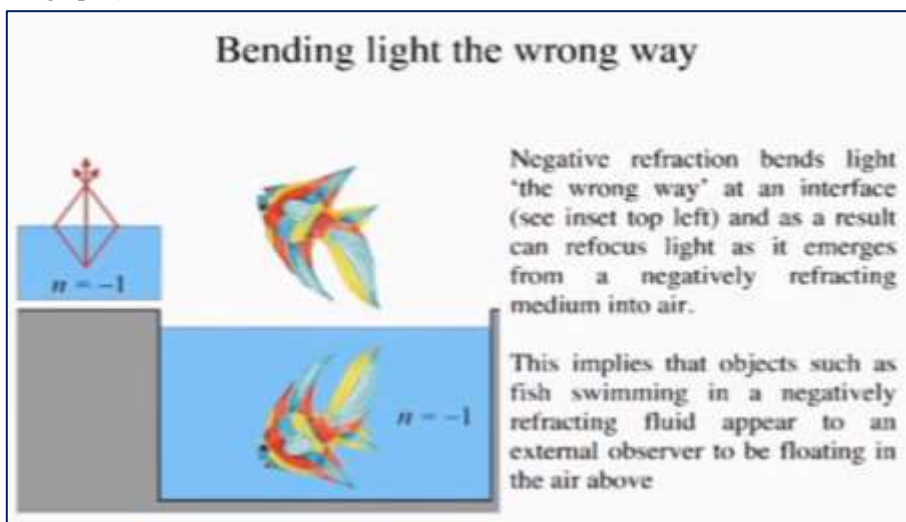 Bending light the wrong way
n = −1
Negative refraction bends light
'the wrong way' at an interface
(see inset top left) and as a result
can refocus light as it emerges
from a negatively refracting
medium into air.
This implies that objects such as
fish swimming in a negatively
refracting fluid appear to an
external observer to be floating in
the air above
n = −1